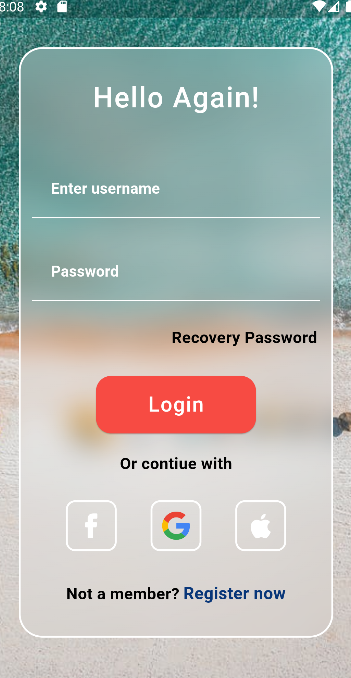 8:08
Hello Again!
Enter username
Password
Recovery Password
Login
Or contiue with
Not a member? Register now